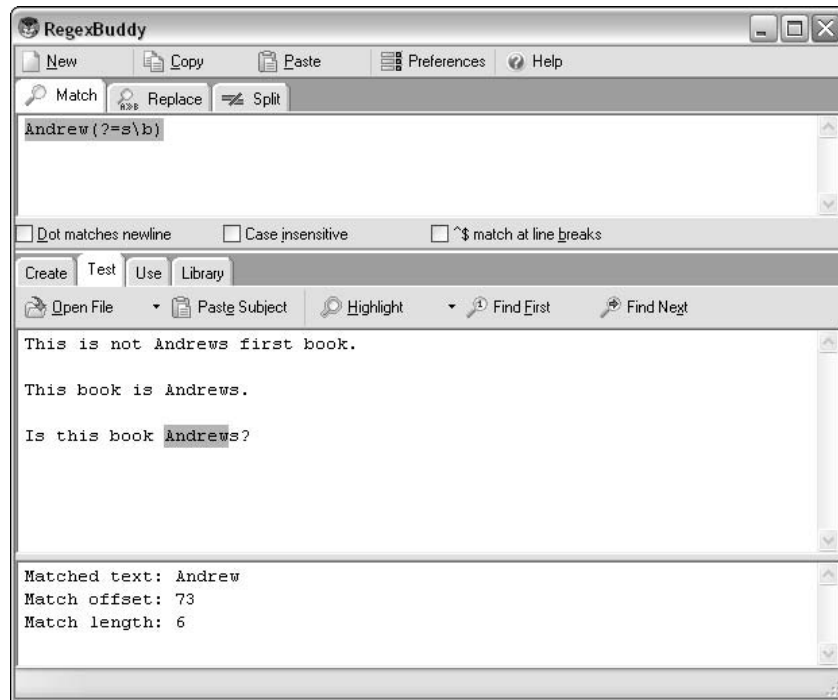 RegexBuddy
New Copy Paste Preferences Help
Match Replace Split
Andrew(?=s\b)
Dot matches newline Case insensitive ^$ match at line breaks
Create Test Use Library
Open File Paste Subject Highlight Find First Find Next
This is not Andrews first book.
This book is Andrews.
Is this book Andrews?
Matched text: Andrew
Match offset: 73
Match length: 6